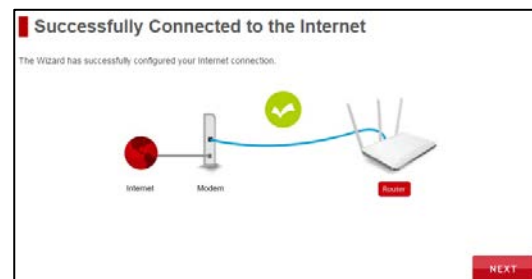 Successfully Connected to the Internet
The Wizard has successfully configured your Internet connection.
Internet
Modem
Router
NEXT